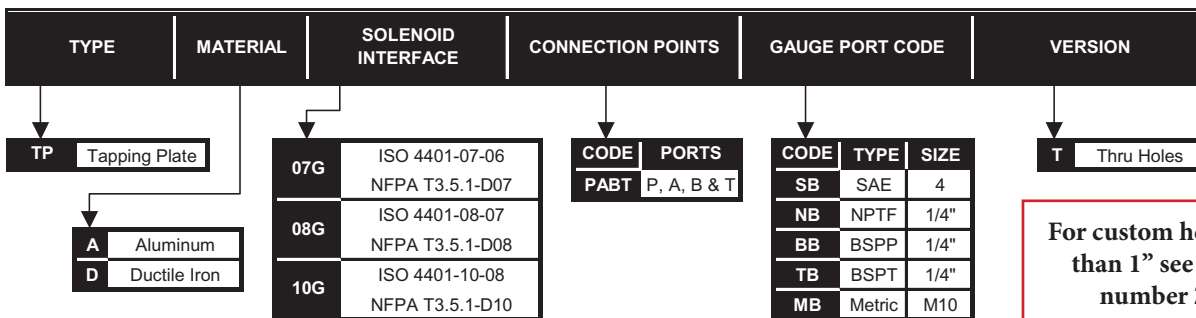 TYPE MATERIAL SOLENOID INTERFACE CONNECTION POINTS GAUGE PORT CODE VERSION
TP Tapping Plate
A Aluminum
D Ductile Iron
07G ISO 4401-07-06
NFPA T3.5.1-D07
08G ISO 4401-08-07
NFPA T3.5.1-D08
10G ISO 4401-10-08
NFPA T3.5.1-D10
CODE PORTS
PABT P, A, B & T
CODE TYPE SIZE
SB SAE 4
NB NPTF 1/4"
BB BSPP 1/4"
TB BSPT 1/4"
MB Metric M10
T Thru Holes
For custom
than 1” see
number